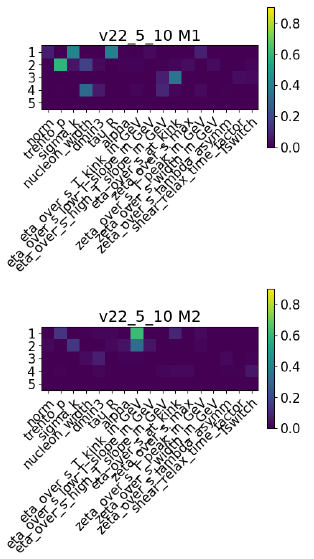 v22_5_10 M1
0.8
0.6
0.4
0.2
0.0
1
2
3
4
5
norm
trento_p
sigma_k
nucleon_width
dmin3
tau_R
alpha
eta_over_s_T_kink_in_GeV
eta_over_s_low_T_slope_in_GeV
eta_over_s_high_T_slope_in_GeV
eta_over_s_at_kink
zeta_over_s_max
zeta_over_s_T_peak_in_GeV
zeta_over_s_width_in_GeV
zeta_over_s_lambda_asymm
shear_relax_time_factor
Tswitch
v22_5_10 M2
0.8
0.6
0.4
0.2
0.0
1
2
3
4
5
norm
trento_p
sigma_k
nucleon_width
dmin3
tau_R
alpha
eta_over_s_T_kink_in_GeV
eta_over_s_low_T_slope_in_GeV
eta_over_s_high_T_slope_in_GeV
eta_over_s_at_kink
zeta_over_s_max
zeta_over_s_T_peak_in_GeV
zeta_over_s_width_in_GeV
zeta_over_s_lambda_asymm
shear_relax_time_factor
Tswitch